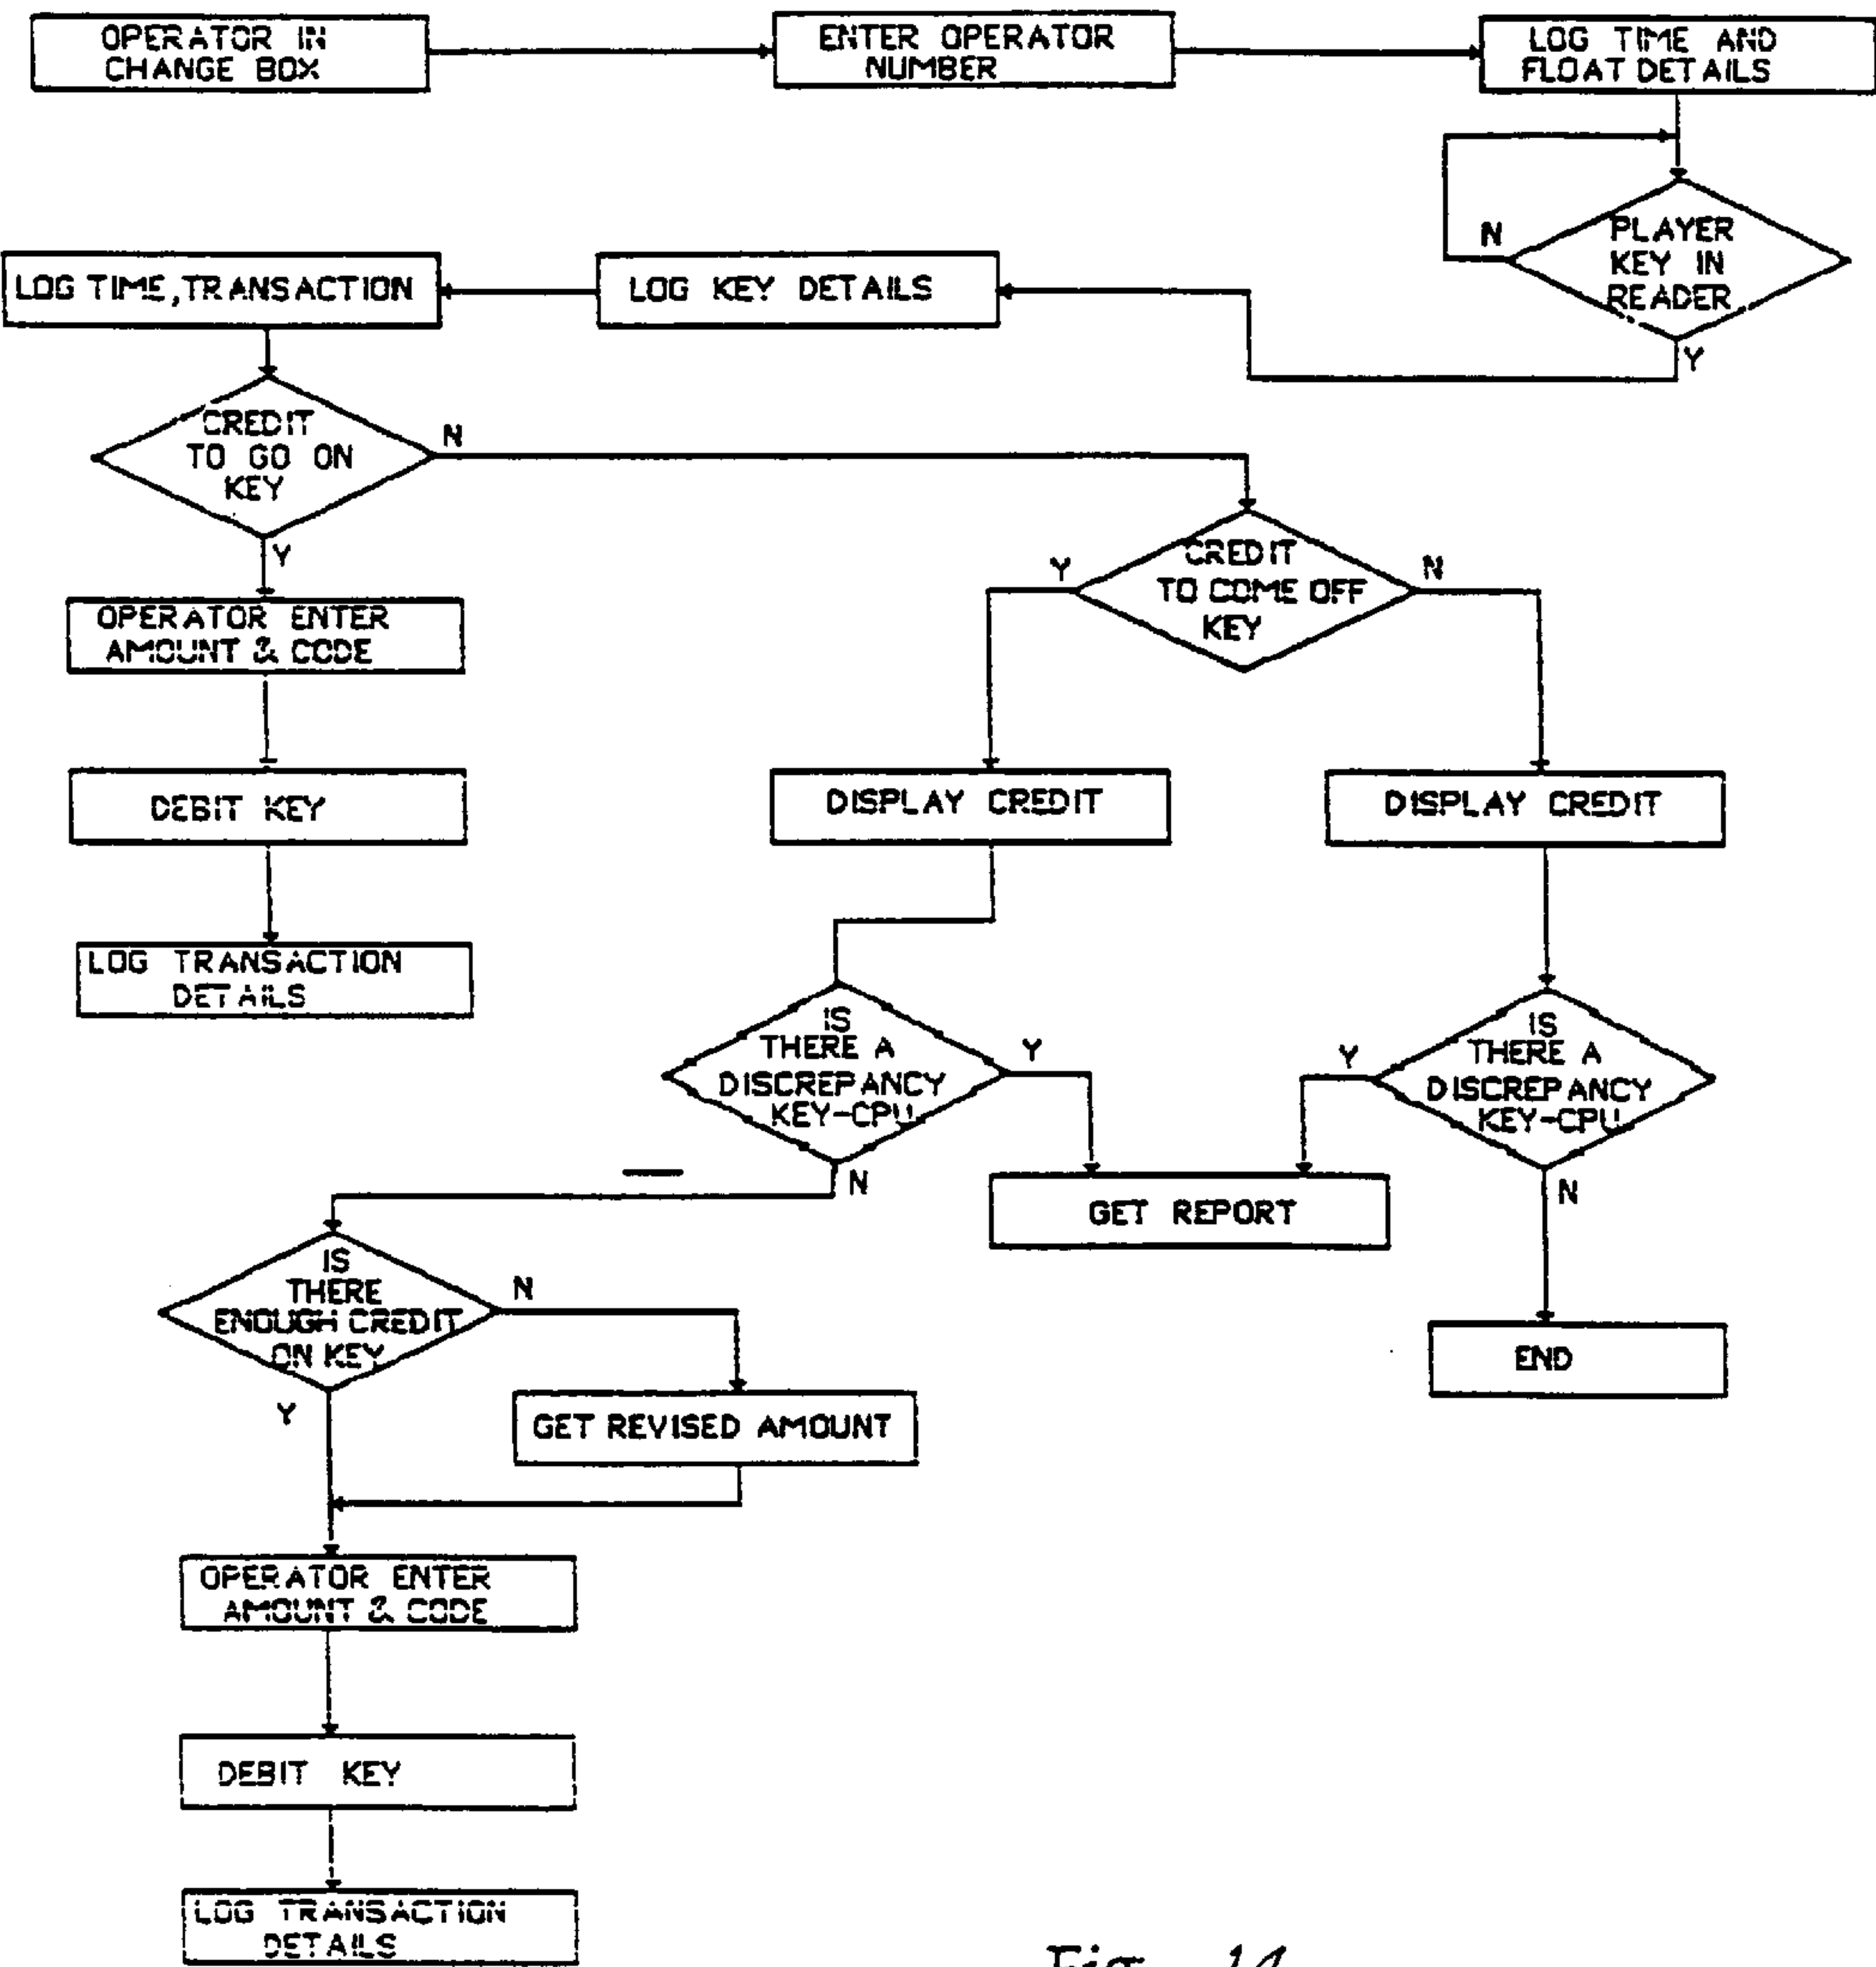 OPERATOR IN
CHANGE BOX
ENTER OPERATOR
NUMBER
LOG TIME AND
FLOAT DETAILS
PLAYER
KEY IN
READER
N
Y
LOG KEY DETAILS
LOG TIME, TRANSACTION
CREDIT
TO GO ON
KEY
N
Y
OPERATOR ENTER
AMOUNT & CODE
DEBIT KEY
LOG TRANSACTION
DETAILS
CREDIT
TO COME OFF
KEY
Y
N
DISPLAY CREDIT
DISPLAY CREDIT
IS
THERE A
DISCREPANCY
KEY-CPU
Y
N
IS
THERE A
DISCREPANCY
KEY-CPU
Y
N
GET REPORT
END
IS
THERE
ENOUGH CREDIT
ON KEY
N
Y
GET REVISED AMOUNT
OPERATOR ENTER
AMOUNT & CODE
DEBIT KEY
LOG TRANSACTION
DETAILS
Fig. 14